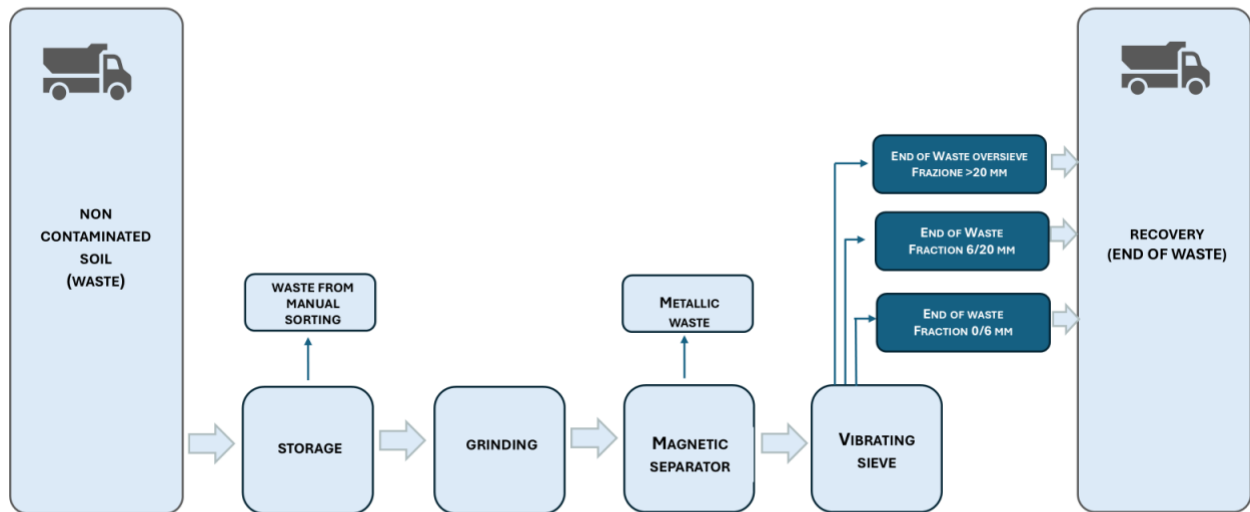 NON
CONTAMINATED
SOIL
(WASTE)
WASTE FROM
MANUAL
SORTING
STORAGE
GRINDING
METALLIC
WASTE
MAGNETIC
SEPARATOR
VIBRATING
SIEVE
END OF WASTE OVERSIEVE
FRAZIONE >20 MM
END OF WASTE
FRACTION 6/20 MM
END OF WASTE
FRACTION 0/6 MM
RECOVERY
(END OF WASTE)